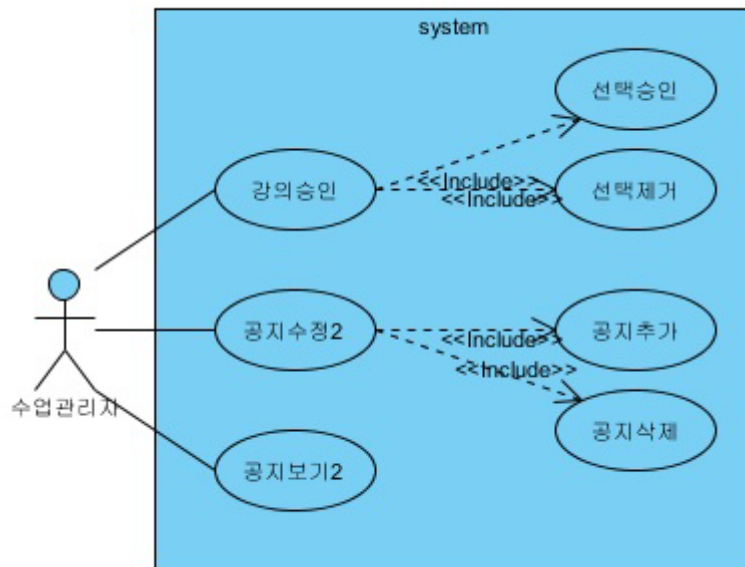 system
선택승인
강의승인
<<Include>>
<<Include>>
선택제거
공지수정2
<<Include>>
공지추가
<<Include>>
수업관리자
공지삭제
공지보기2